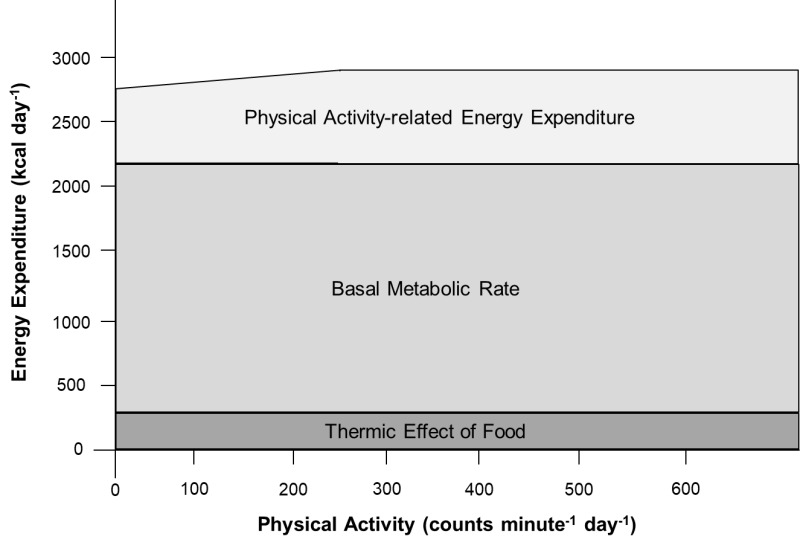 3000
2500
2000
1500
1000
500
0
Energy Expenditure (kcal day⁻¹)
Physical Activity-related Energy Expenditure
Basal Metabolic Rate
Thermic Effect of Food
0 100 200 300 400 500 600
Physical Activity (counts minute⁻¹ day⁻¹)